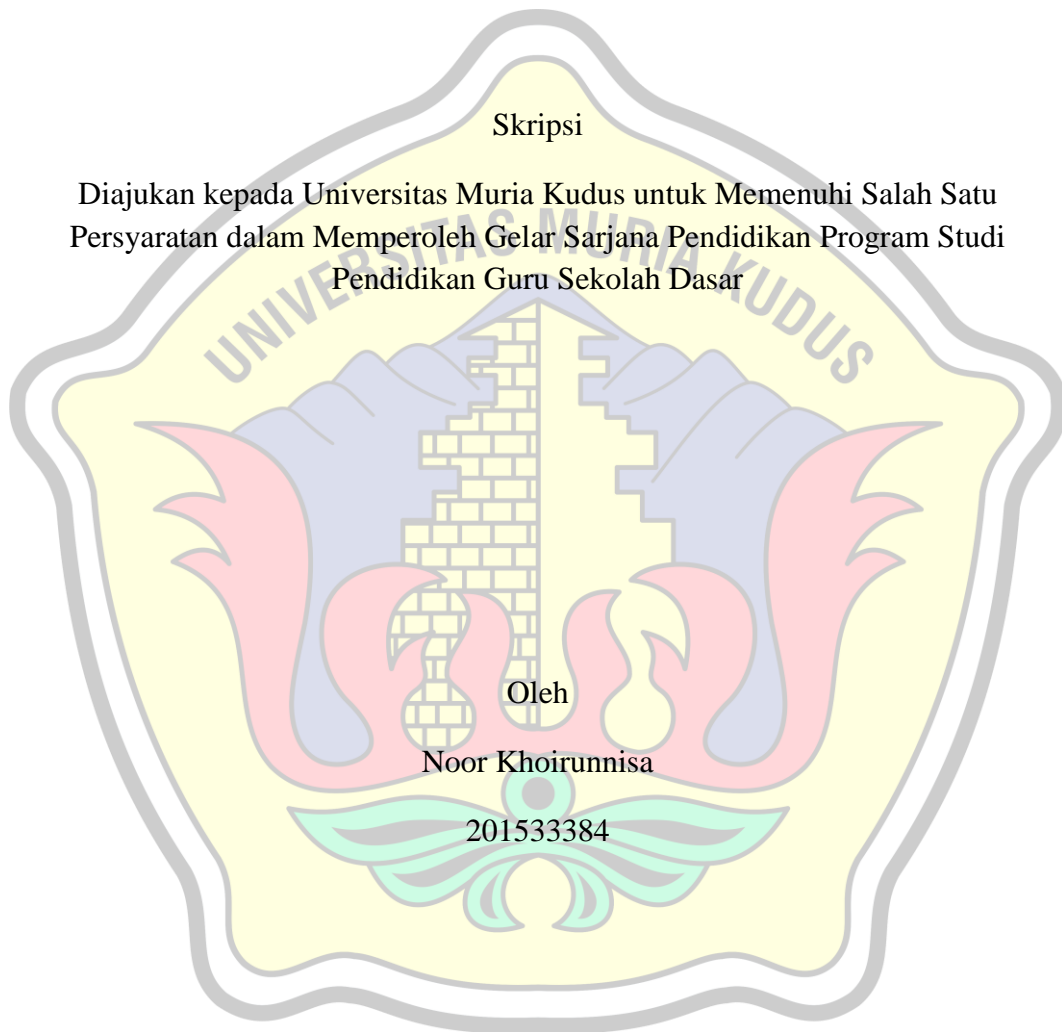 Skripsi
Diajukan kepada Universitas Muria Kudus untuk Memenuhi Salah Satu
Persyaratan dalam Memperoleh Gelar Sarjana Pendidikan Program Studi
Pendidikan Guru Sekolah Dasar
UNIVERSITAS MURIA KUDUS
Oleh
Noor Khoirunnisa
201533384